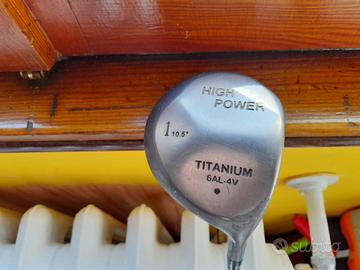 HIGH
POWER
1 10.5°
TITANIUM
6AL-4V
subito